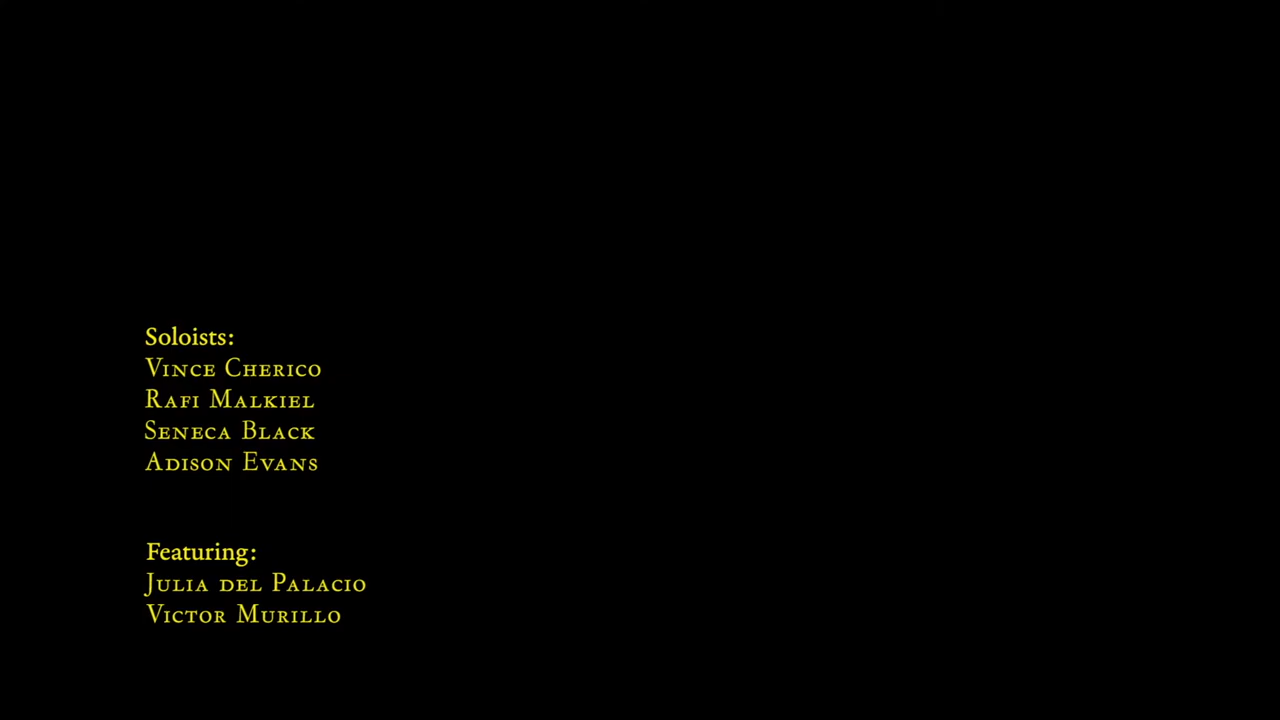 Soloists:
Vince Cherico
Rafi Malkiel
Seneca Black
Adison Evans
Featuring:
Julia del Palacio
Victor Murillo